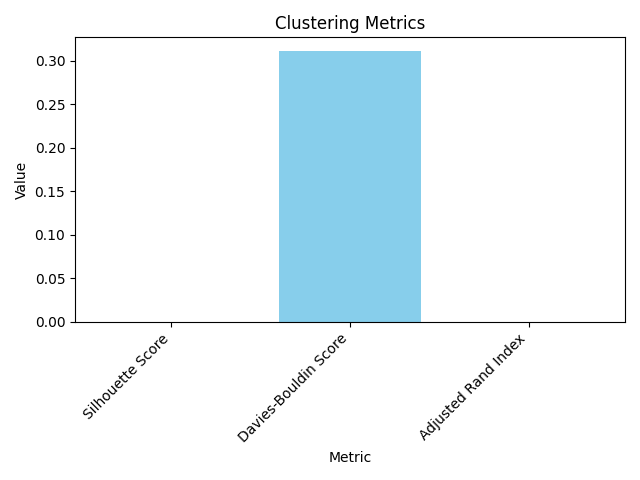 Clustering Metrics
0.30
0.25
0.20
0.15
0.10
0.05
0.00
Value
Silhouette Score
Davies-Bouldin Score
Adjusted Rand Index
Metric